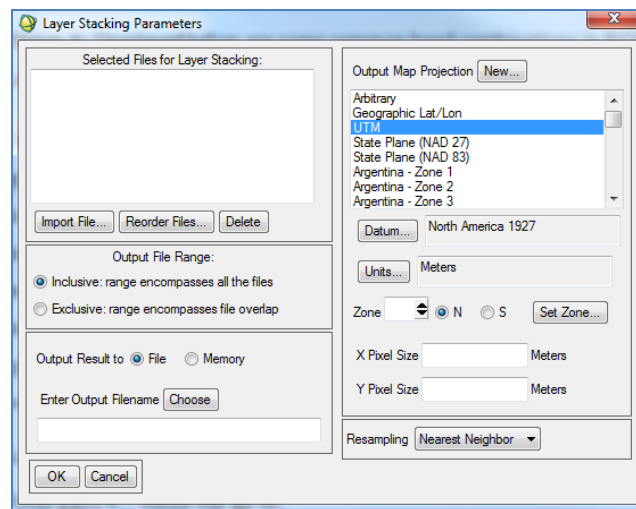 Layer Stacking Parameters
Selected Files for Layer Stacking:
Import File...
Reorder Files...
Delete
Output File Range:
Inclusive: range encompasses all the files
Exclusive: range encompasses file overlap
Output Result to File Memory
Enter Output Filename Choose
OK
Cancel
Output Map Projection New...
Arbitrary
Geographic Lat/Lon
UTM
State Plane (NAD 27)
State Plane (NAD 83)
Argentina - Zone 1
Argentina - Zone 2
Argentina - Zone 3
Datum... North America 1927
Units... Meters
Zone N S Set Zone...
X Pixel Size Meters
Y Pixel Size Meters
Resampling Nearest Neighbor